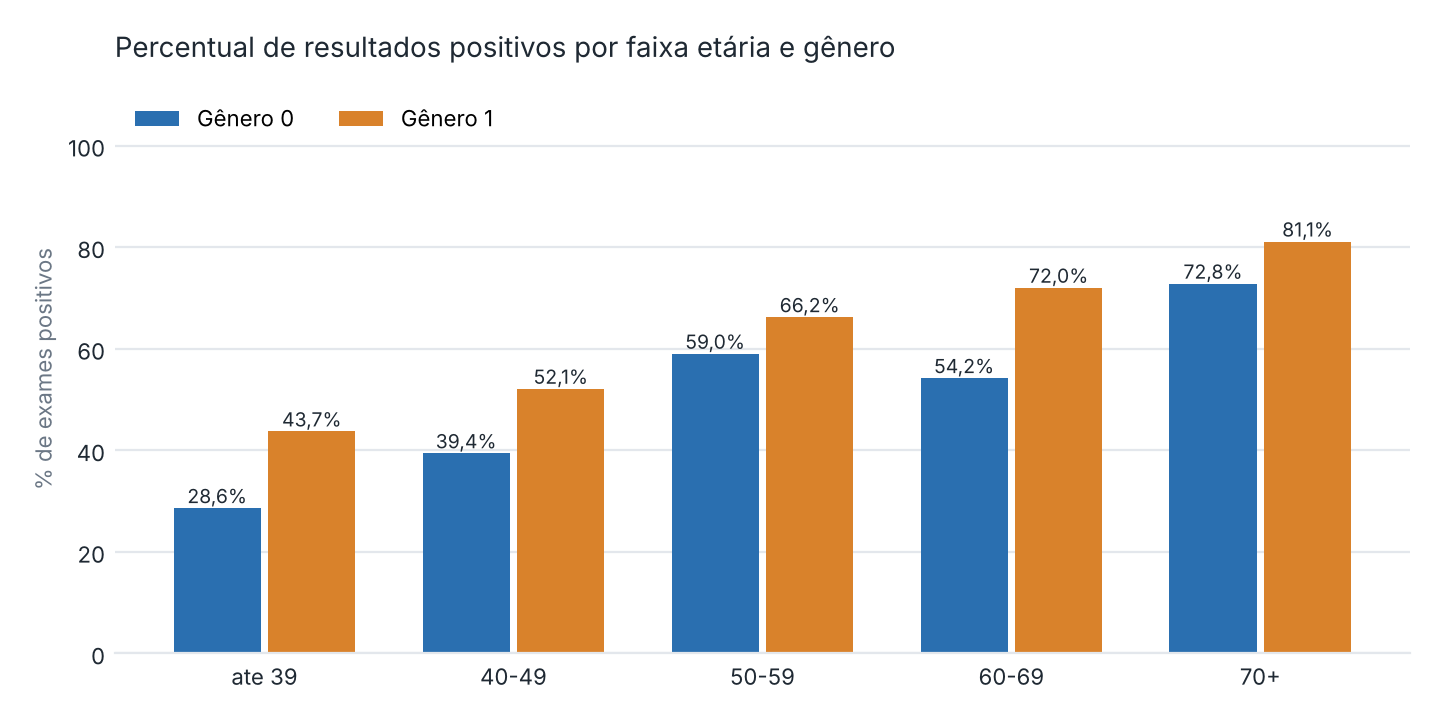 Percentual de resultados positivos por faixa etária e gênero
Gênero 0 Gênero 1
% de exames positivos
100
80
60
40
20
0
28,6% 43,7% 39,4% 52,1% 59,0% 66,2% 54,2% 72,0% 72,8% 81,1%
ate 39 40-49 50-59 60-69 70+